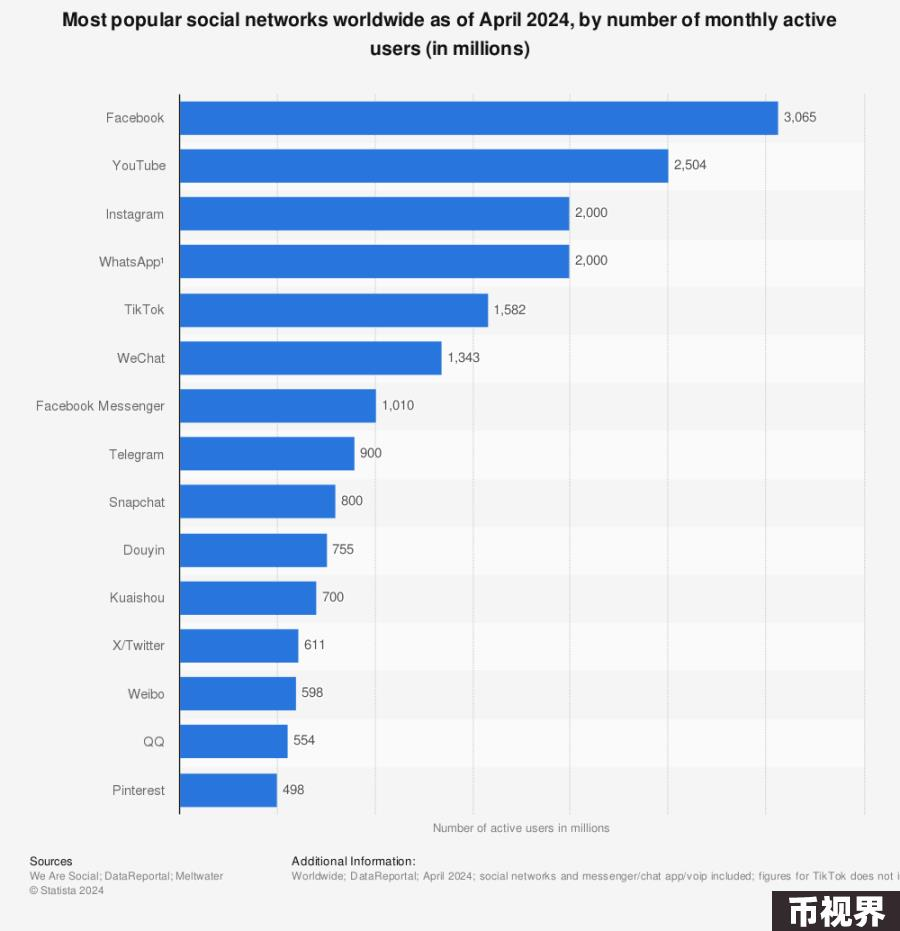 Most popular social networks worldwide as of April 2024, by number of monthly active
users (in millions)
Facebook 3,065
YouTube 2,504
Instagram 2,000
WhatsApp¹ 2,000
TikTok 1,582
WeChat 1,343
Facebook Messenger 1,010
Telegram 900
Snapchat 800
Douyin 755
Kuaishou 700
X/Twitter 611
Weibo 598
QQ 554
Pinterest 498
Number of active users in millions
Sources
We Are Social; DataReportal; Meltwater
© Statista 2024
Additional Information:
Worldwide; DataReportal; April 2024; social networks and messenger/chat app/voip included; figures for TikTok does not
币视界